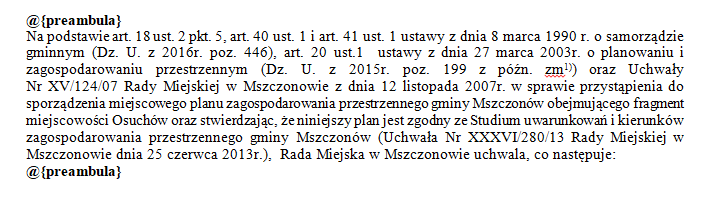 @{preambula}
Na podstawie art. 18 ust. 2 pkt. 5, art. 40 ust. 1 i art. 41 ust. 1 ustawy z dnia 8 marca 1990 r. o samorządzie
gminnym (Dz. U. z 2016r. poz. 446), art. 20 ust.1 ustawy z dnia 27 marca 2003r. o planowaniu i
zagospodarowaniu przestrzennym (Dz. U. z 2015r. poz. 199 z późn. zm¹⁾) oraz Uchwały
Nr XV/124/07 Rady Miejskiej w Mszczonowie z dnia 12 listopada 2007r. w sprawie przystąpienia do
sporządzenia miejscowego planu zagospodarowania przestrzennego gminy Mszczonów obejmującego fragment
miejscowości Osuchów oraz stwierdzając, że niniejszy plan jest zgodny ze Studium uwarunkowań i kierunków
zagospodarowania przestrzennego gminy Mszczonów (Uchwała Nr XXXVI/280/13 Rady Miejskiej w
Mszczonowie dnia 25 czerwca 2013r.), Rada Miejska w Mszczonowie uchwala, co następuje:
@{preambula}